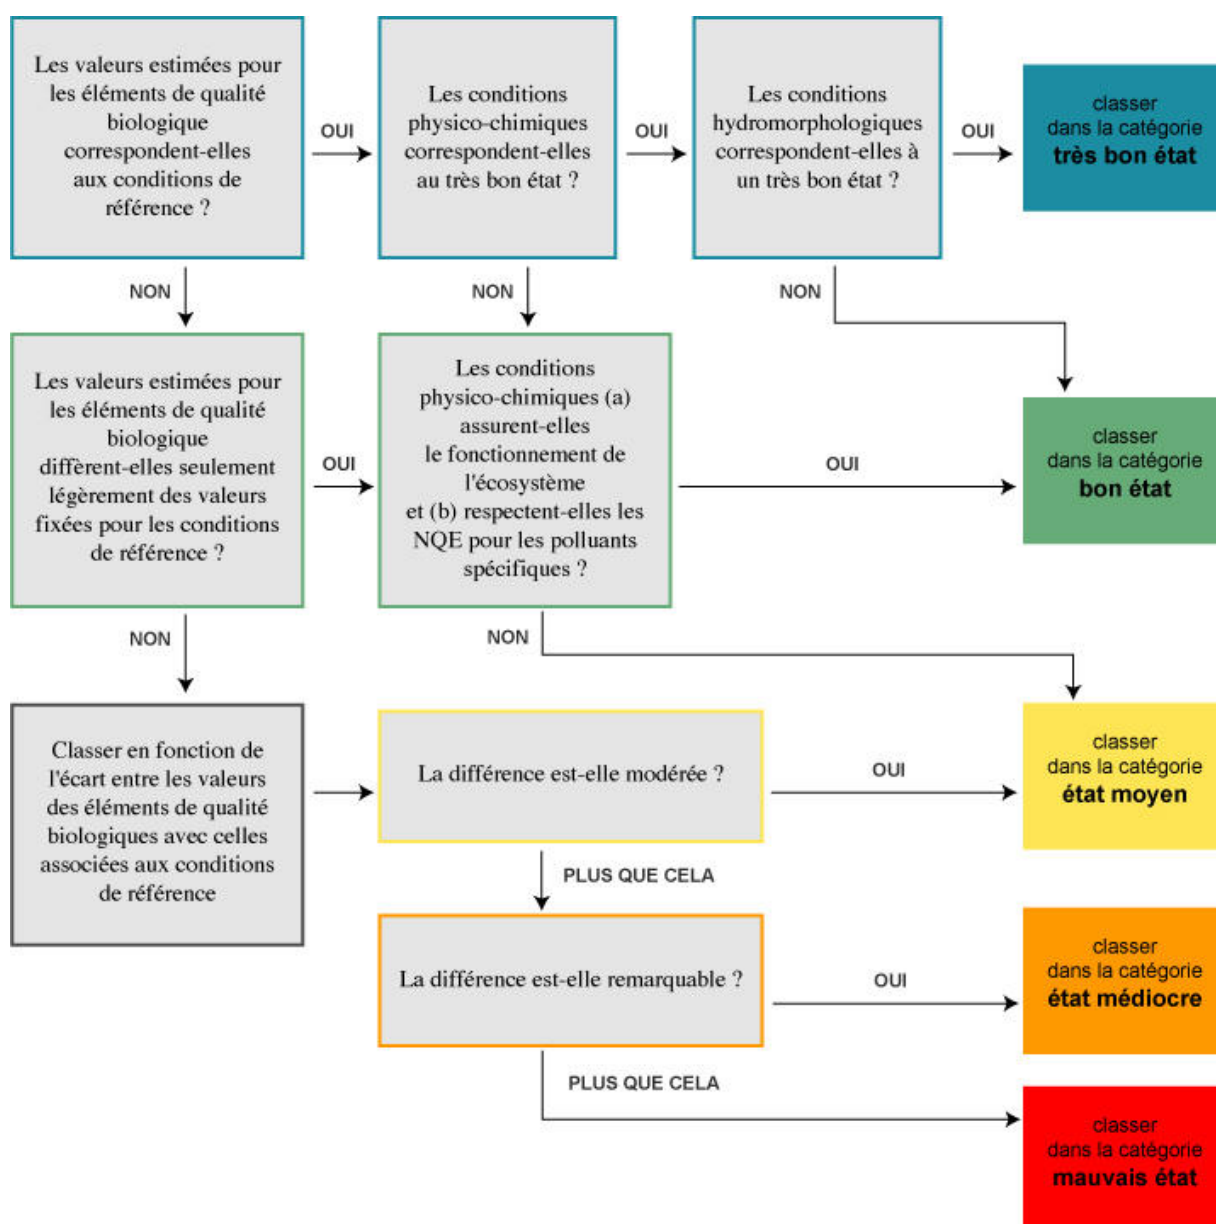 Les valeurs estimées pour
les éléments de qualité
biologique
correspondent-elles
aux conditions de
référence ?
OUI
Les conditions
physico-chimiques
correspondent-elles
au très bon état ?
OUI
Les conditions
hydromorphologiques
correspondent-elles à
un très bon état ?
OUI
classer
dans la catégorie
très bon état
NON
NON
NON
Les valeurs estimées pour
les éléments de qualité
biologique
diffèrent-elles seulement
légèrement des valeurs
fixées pour les conditions
de référence ?
OUI
Les conditions
physico-chimiques (a)
assurent-elles
le fonctionnement de
l'écosystème
et (b) respectent-elles les
NQE pour les polluants
spécifiques ?
OUI
classer
dans la catégorie
bon état
NON
NON
Classer en fonction de
l'écart entre les valeurs
des éléments de qualité
biologiques avec celles
associées aux conditions
de référence
La différence est-elle modérée ?
OUI
classer
dans la catégorie
état moyen
PLUS QUE CELA
La différence est-elle remarquable ?
OUI
classer
dans la catégorie
état médiocre
PLUS QUE CELA
classer
dans la catégorie
mauvais état